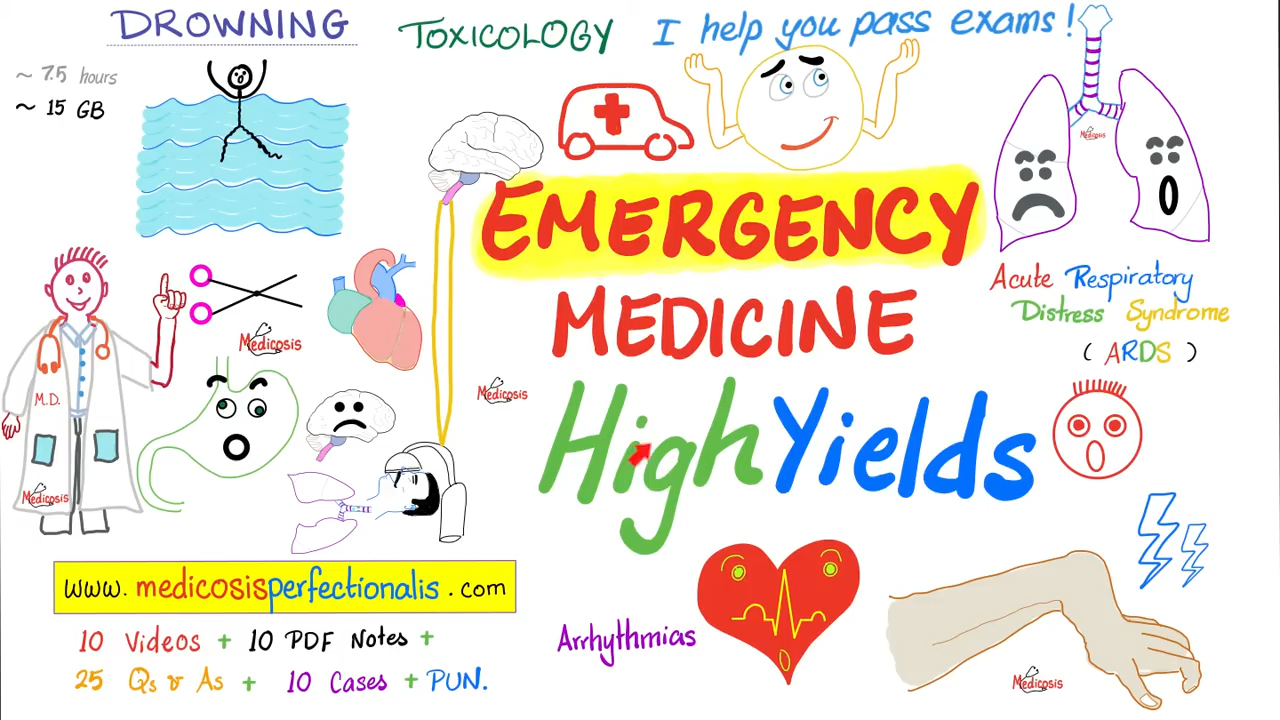 DROWNING
TOXICOLOGY
I help you pass exams!
~ 7.5 hours
~ 15 GB
Medicosis
EMERGENCY
MEDICINE
High Yields
Acute Respiratory
Distress Syndrome
( ARDS )
Medicosis
Medicosis
M.D.
Medicosis
www.medicosisperfectionalis.com
10 Videos + 10 PDF Notes +
25 Qs & As + 10 Cases + PUN.
Arrhythmias
Medicosis